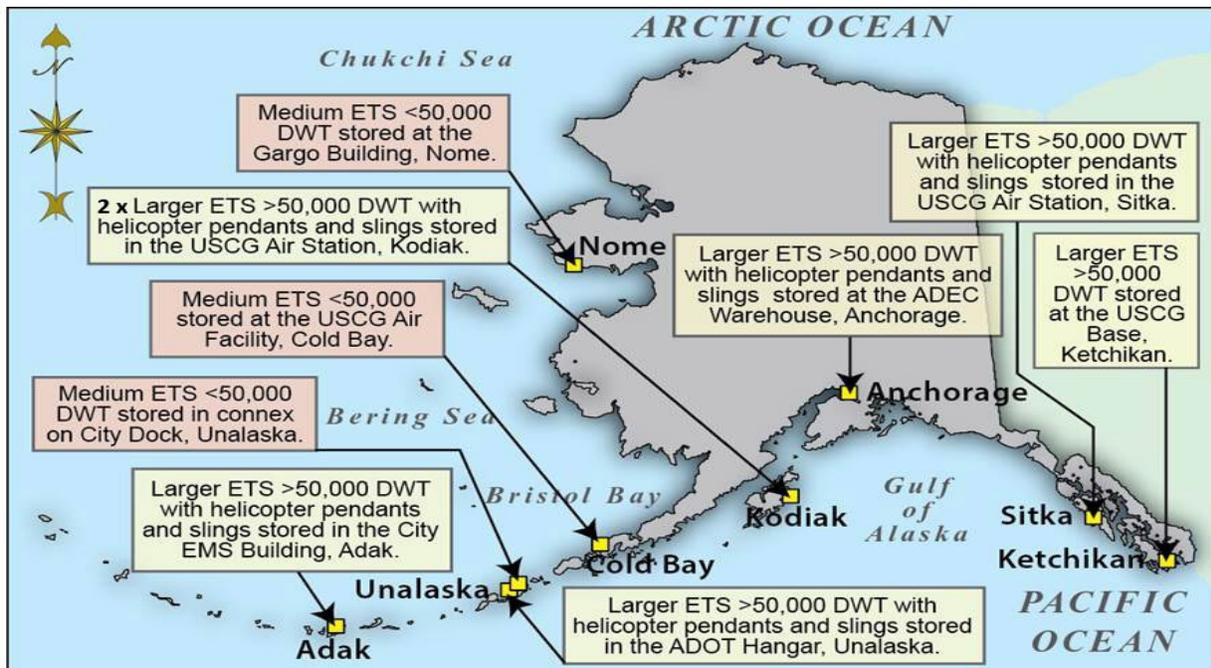 ARCTIC OCEAN
N
Chukchi Sea
Medium ETS <50,000
DWT stored at the
Gargo Building, Nome.
Larger ETS >50,000 DWT
with helicopter pendants
and slings stored in the
USCG Air Station, Sitka.
2 x Larger ETS >50,000 DWT with
helicopter pendants and slings stored
in the USCG Air Station, Kodiak.
Nome
Larger ETS >50,000 DWT
with helicopter pendants and
slings stored at the ADEC
Warehouse, Anchorage.
Larger ETS
>50,000
DWT stored
at the USCG
Base,
Ketchikan.
Medium ETS <50,000
stored at the USCG Air
Facility, Cold Bay.
Anchorage
Medium ETS <50,000
DWT stored in connex
on City Dock, Unalaska.
Bering Sea
Larger ETS >50,000 DWT
with helicopter pendants
and slings stored in the City
EMS Building, Adak.
Bristol Bay
Kodiak
Gulf
of
Alaska
Sitka
Ketchikan
Cold Bay
Unalaska
Adak
Larger ETS >50,000 DWT with
helicopter pendants and slings stored
in the ADOT Hangar, Unalaska.
PACIFIC
OCEAN